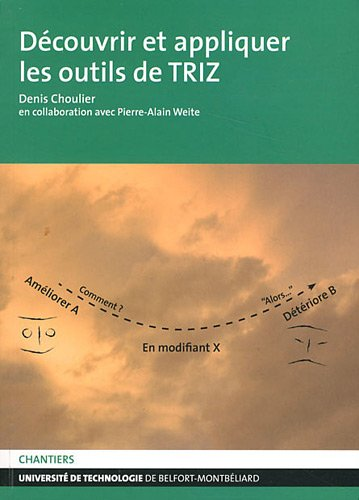 Découvrir et appliquer
les outils de TRIZ
Denis Choulier
en collaboration avec Pierre-Alain Weite
Améliorer A
Comment ?
"Alors..."
Détériore B
En modifiant X
CHANTIERS
UNIVERSITÉ DE TECHNOLOGIE DE BELFORT-MONTBÉLIARD